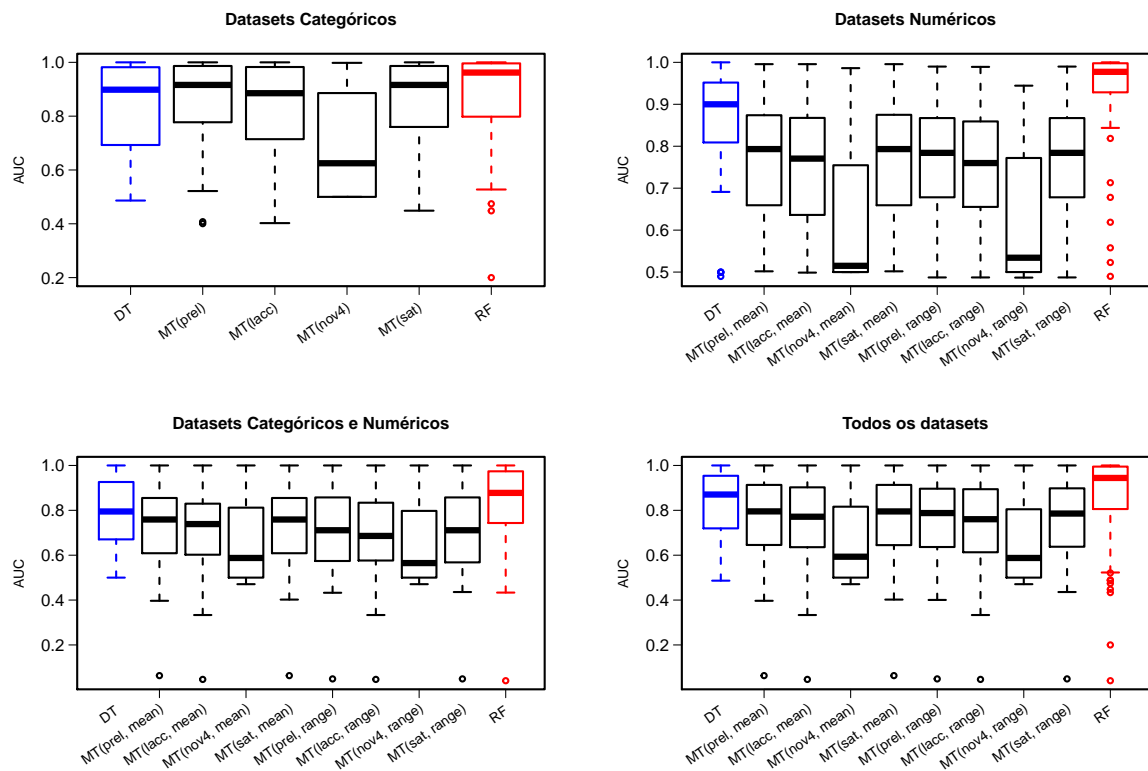 Datasets Categóricos
AUC
1.0
0.8
0.6
0.4
0.2
DT
MT(prel)
MT(lacc)
MT(nov4)
MT(sat)
RF
Datasets Numéricos
AUC
1.0
0.9
0.8
0.7
0.6
0.5
DT
MT(prel, mean)
MT(lacc, mean)
MT(nov4, mean)
MT(sat, mean)
MT(prel, range)
MT(lacc, range)
MT(nov4, range)
MT(sat, range)
RF
Datasets Categóricos e Numéricos
AUC
1.0
0.8
0.6
0.4
0.2
DT
MT(prel, mean)
MT(lacc, mean)
MT(nov4, mean)
MT(sat, mean)
MT(prel, range)
MT(lacc, range)
MT(nov4, range)
MT(sat, range)
RF
Todos os datasets
AUC
1.0
0.8
0.6
0.4
0.2
DT
MT(prel, mean)
MT(lacc, mean)
MT(nov4, mean)
MT(sat, mean)
MT(prel, range)
MT(lacc, range)
MT(nov4, range)
MT(sat, range)
RF